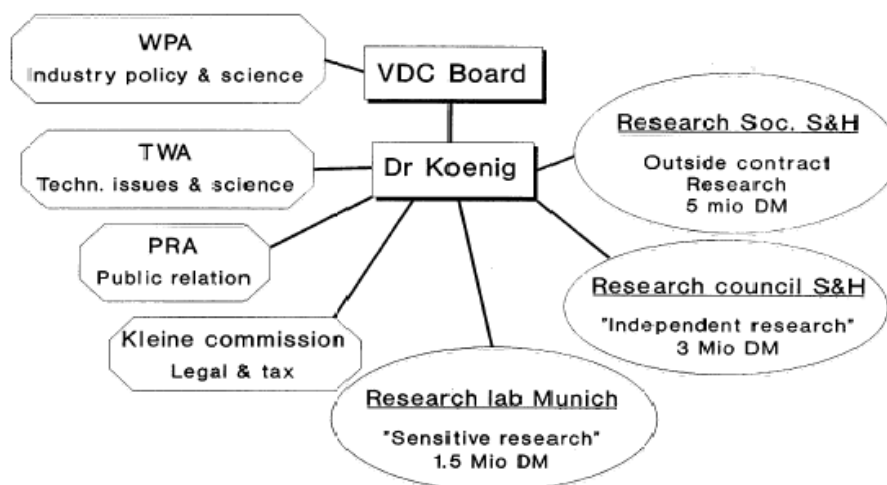 WPA
Industry policy & science
VDC Board
TWA
Techn. issues & science
Dr Koenig
Research Soc. S&H
Outside contract
Research
5 mio DM
PRA
Public relation
Research council S&H
"Independent research"
3 Mio DM
Kleine commission
Legal & tax
Research lab Munich
"Sensitive research"
1.5 Mio DM